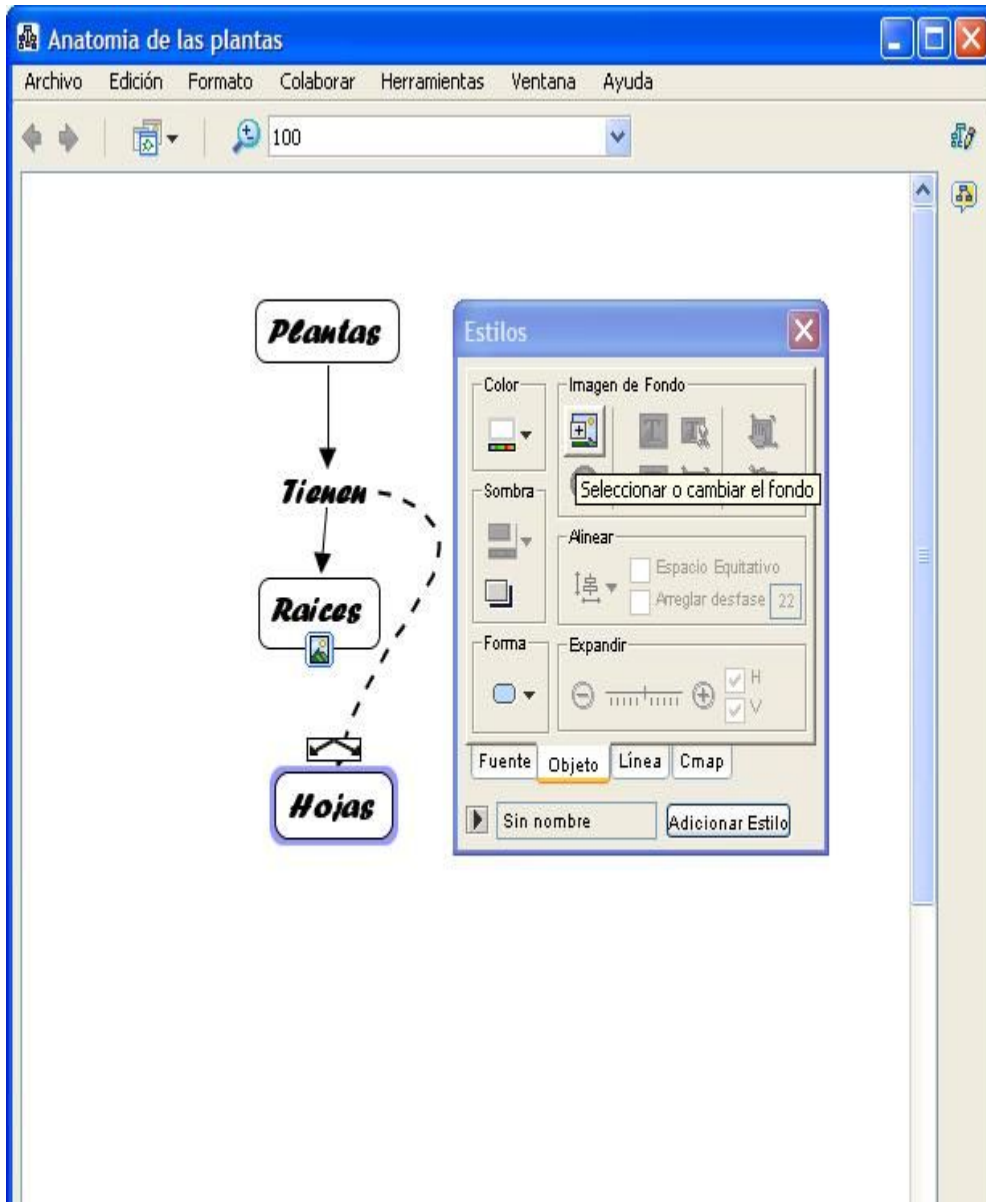 Anatomia de las plantas
Archivo Edición Formato Colaborar Herramientas Ventana Ayuda
100
Plantas
Tienen
Raices
Hojas
Estilos
Color
Imagen de Fondo
Seleccionar o cambiar el fondo
Sombra
Alinear
Espacio Equitativo
Arreglar desfase 22
Forma
Expandir
H
V
Fuente Objeto Línea Cmap
Sin nombre Adicionar Estilo